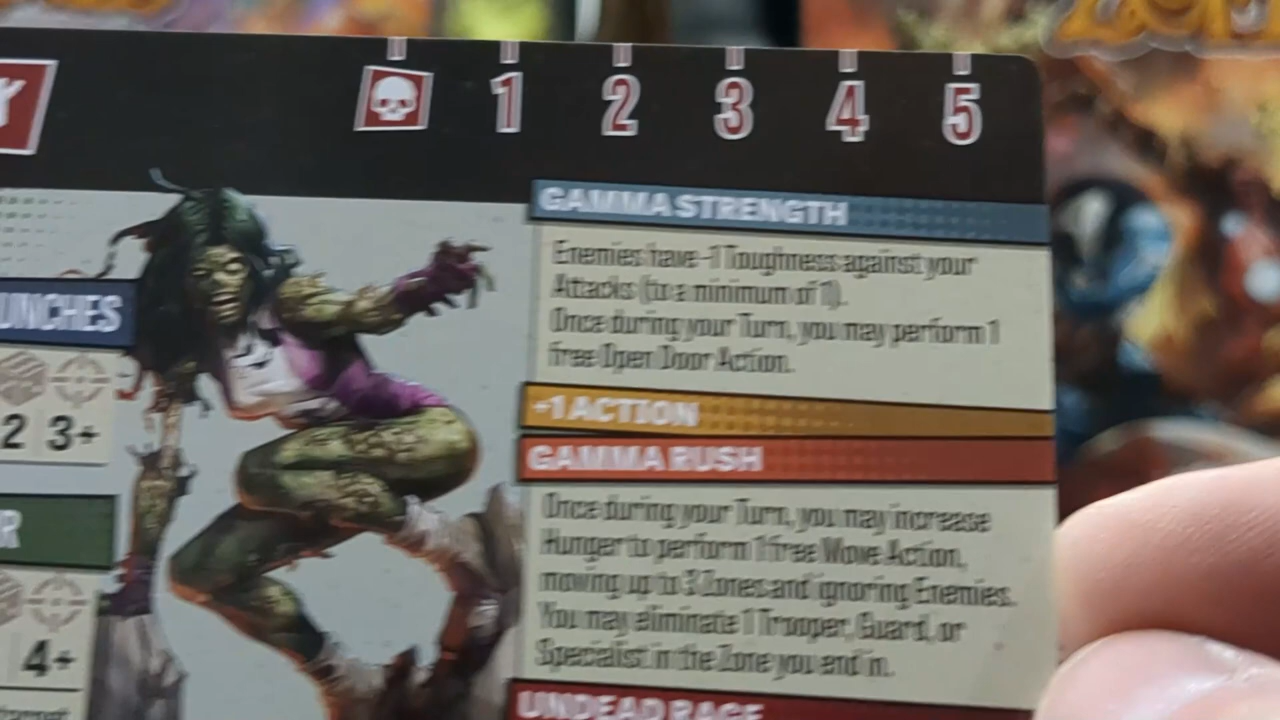 1 2 3 4 5
GAMMA STRENGTH
Enemies have -1 Toughness against your
Attacks (to a minimum of 1).
Once during your Turn, you may perform 1
free Open Door Action.
+1 ACTION
GAMMA RUSH
Once during your Turn, you may increase
Hunger to perform 1 free Move Action,
moving up to 3 Zones and ignoring Enemies.
You may eliminate 1 Trooper, Guard, or
Specialist in the Zone you end in.
UNDEAD RAGE
UNCHES
2 3+
R
4+